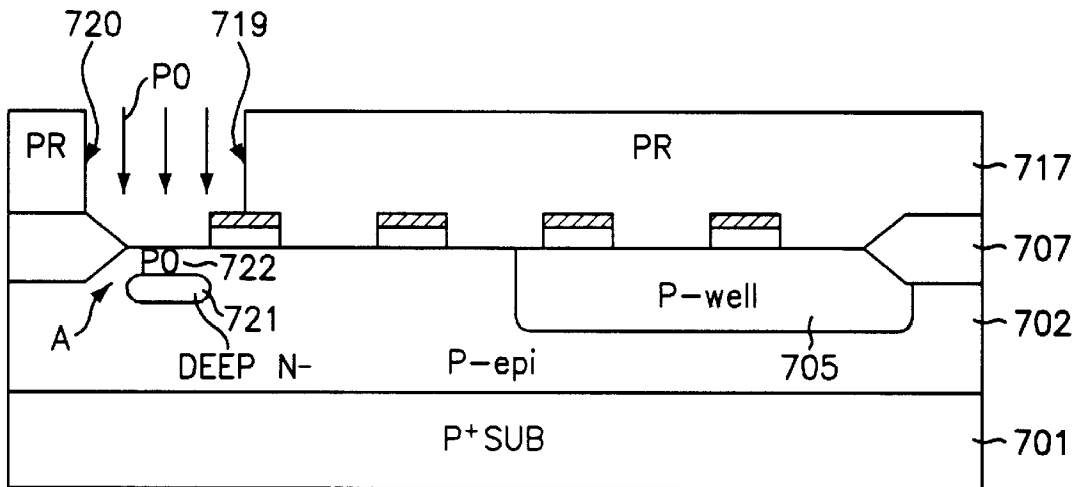 720
719
P0
PR
PR
717
P0
722
707
A
721
P-well
702
DEEP N-
P-epi
705
P+ SUB
701